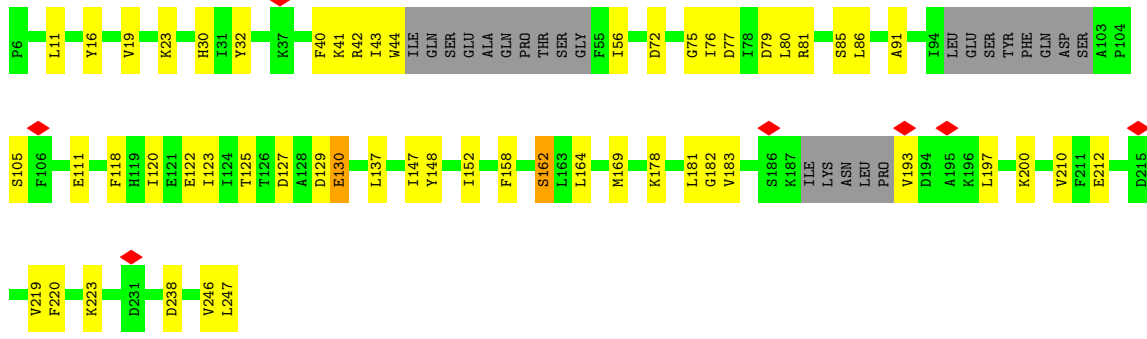 P6 L11 Y16 V19 K23 H30 I31 Y32 K37 F40 K41 R42 I43 W44 ILE GLN SER GLU ALA GLN PRO THR SER GLY F55 I56 D72 G75 I76 D77 I78 D79 L80 R81 S85 L86 A91 I94 LEU GLU SER TYR PHE GLN ASP SER A103 P104
S105 F106 E111 F118 H119 I120 E121 E122 I123 I124 T125 T126 D127 A128 D129 E130 L137 I147 Y148 I152 F158 S162 L163 L164 M169 K178 L181 G182 V183 S186 K187 ILE LYS ASN LEU PRO V193 D194 A195 K196 L197 K200 V210 F211 E212 D215
V219 F220 K223 D231 D238 V246 L247